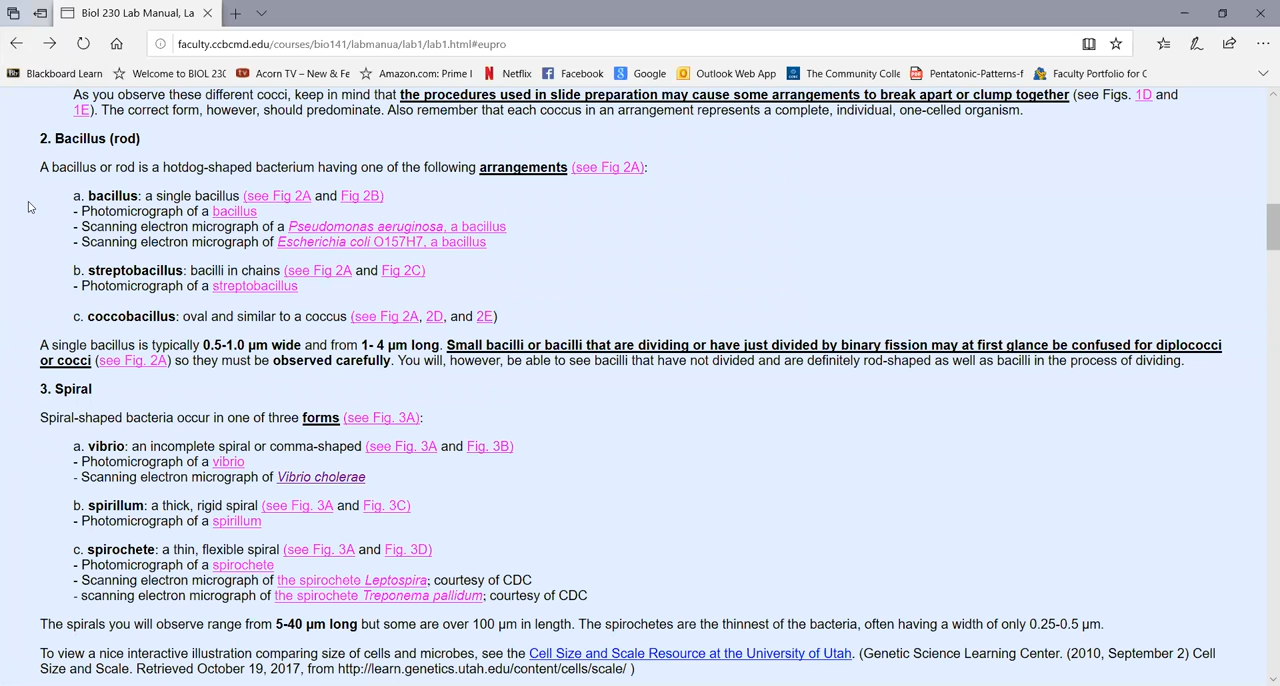 Biol 230 Lab Manual, La
faculty.ccbcmd.edu/courses/bio141/labmanua/lab1/lab1.html#eupro
Blackboard Learn Welcome to BIOL 230 Acorn TV – New & Fe Amazon.com: Prime I Netflix Facebook Google Outlook Web App The Community Colle Pentatonic-Patterns-f Faculty Portfolio for C
As you observe these different cocci, keep in mind that the procedures used in slide preparation may cause some arrangements to break apart or clump together (see Figs. 1D and
1E). The correct form, however, should predominate. Also remember that each coccus in an arrangement represents a complete, individual, one-celled organism.
2. Bacillus (rod)
A bacillus or rod is a hotdog-shaped bacterium having one of the following arrangements (see Fig 2A):
a. bacillus: a single bacillus (see Fig 2A and Fig 2B)
- Photomicrograph of a bacillus
- Scanning electron micrograph of a Pseudomonas aeruginosa, a bacillus
- Scanning electron micrograph of Escherichia coli O157H7, a bacillus
b. streptobacillus: bacilli in chains (see Fig 2A and Fig 2C)
- Photomicrograph of a streptobacillus
c. coccobacillus: oval and similar to a coccus (see Fig 2A, 2D, and 2E)
A single bacillus is typically 0.5-1.0 µm wide and from 1- 4 µm long. Small bacilli or bacilli that are dividing or have just divided by binary fission may at first glance be confused for diplococci
or cocci (see Fig. 2A) so they must be observed carefully. You will, however, be able to see bacilli that have not divided and are definitely rod-shaped as well as bacilli in the process of dividing.
3. Spiral
Spiral-shaped bacteria occur in one of three forms (see Fig. 3A):
a. vibrio: an incomplete spiral or comma-shaped (see Fig. 3A and Fig. 3B)
- Photomicrograph of a vibrio
- Scanning electron micrograph of Vibrio cholerae
b. spirillum: a thick, rigid spiral (see Fig. 3A and Fig. 3C)
- Photomicrograph of a spirillum
c. spirochete: a thin, flexible spiral (see Fig. 3A and Fig. 3D)
- Photomicrograph of a spirochete
- Scanning electron micrograph of the spirochete Leptospira; courtesy of CDC
- scanning electron micrograph of the spirochete Treponema pallidum; courtesy of CDC
The spirals you will observe range from 5-40 µm long but some are over 100 µm in length. The spirochetes are the thinnest of the bacteria, often having a width of only 0.25-0.5 µm.
To view a nice interactive illustration comparing size of cells and microbes, see the Cell Size and Scale Resource at the University of Utah. (Genetic Science Learning Center. (2010, September 2) Cell
Size and Scale. Retrieved October 19, 2017, from http://learn.genetics.utah.edu/content/cells/scale/ )